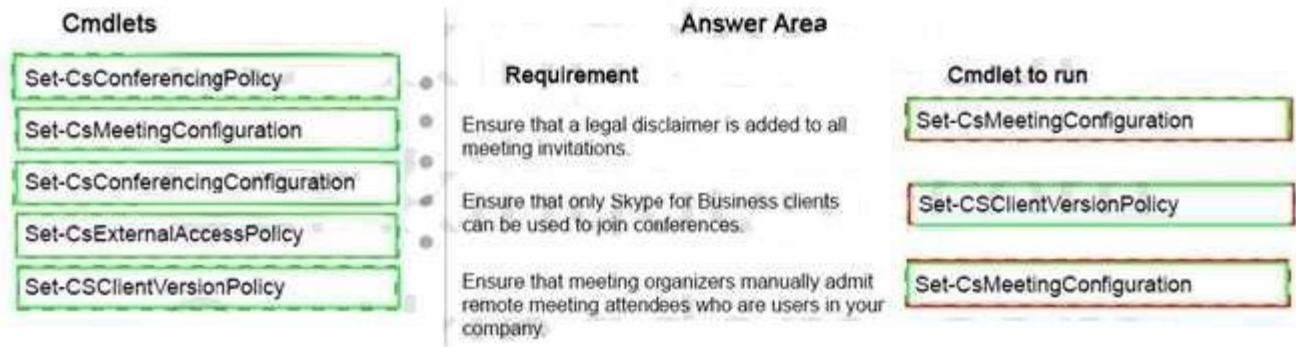 Cmdlets
Set-CsConferencingPolicy
Set-CsMeetingConfiguration
Set-CsConferencingConfiguration
Set-CsExternalAccessPolicy
Set-CSClientVersionPolicy
Answer Area
Requirement
Cmdlet to run
Ensure that a legal disclaimer is added to all
meeting invitations.
Set-CsMeetingConfiguration
Ensure that only Skype for Business clients
can be used to join conferences.
Set-CSClientVersionPolicy
Ensure that meeting organizers manually admit
remote meeting attendees who are users in your
company.
Set-CsMeetingConfiguration